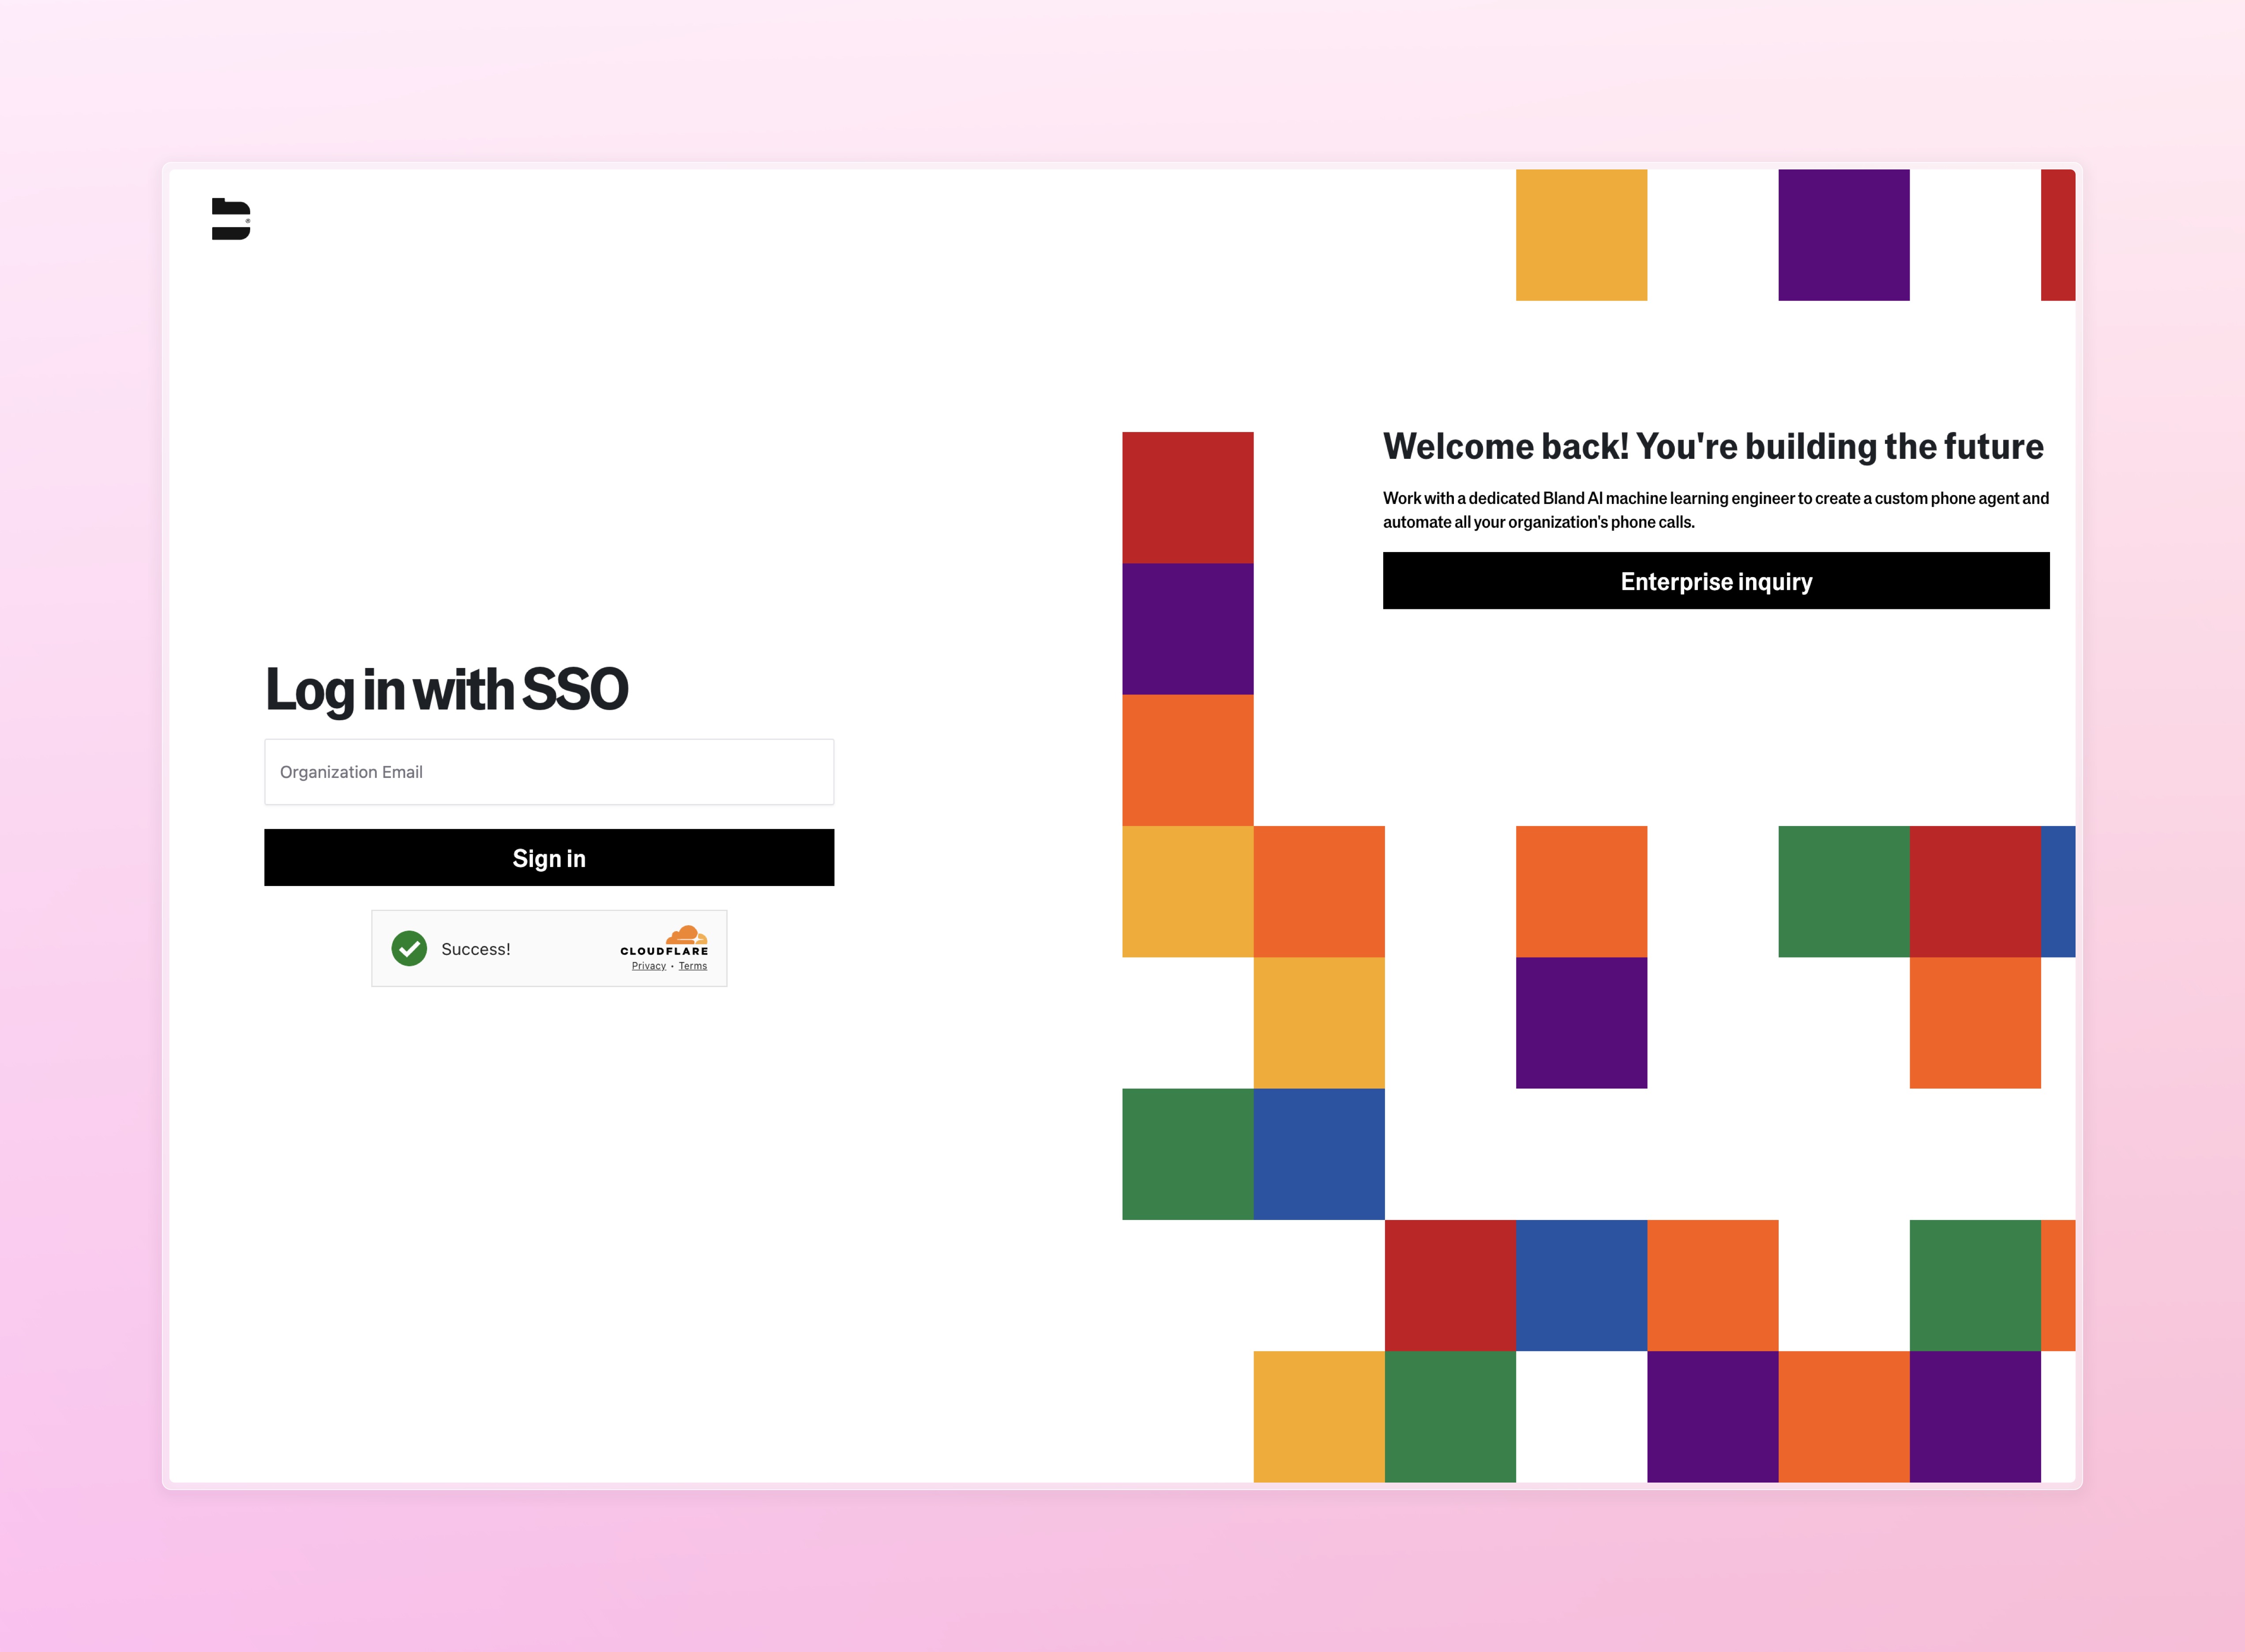 Log in with SSO
Organization Email
Sign in
Success!
CLOUDFLARE
Privacy • Terms
Welcome back! You're building the future
Work with a dedicated Bland AI machine learning engineer to create a custom phone agent and
automate all your organization's phone calls.
Enterprise inquiry